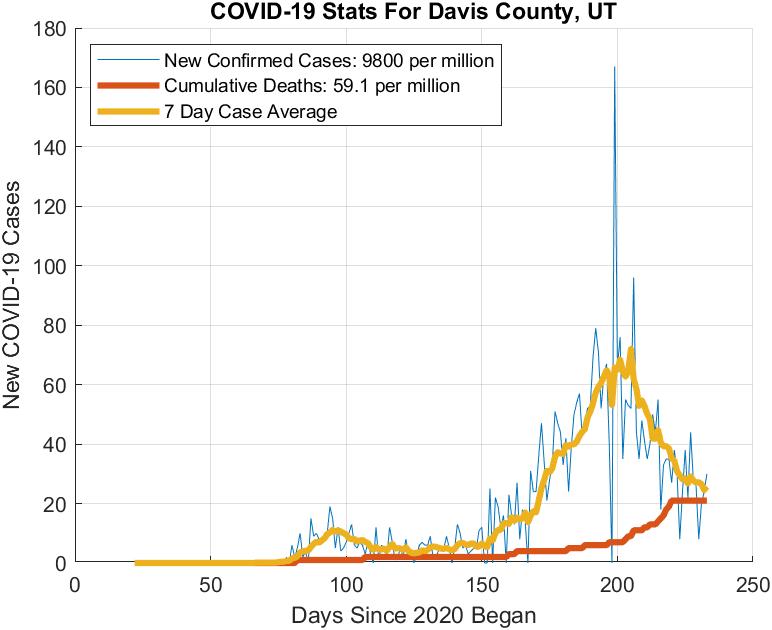 COVID-19 Stats For Davis County, UT
New Confirmed Cases: 9800 per million
Cumulative Deaths: 59.1 per million
7 Day Case Average
New COVID-19 Cases
180
160
140
120
100
80
60
40
20
0
0 50 100 150 200 250
Days Since 2020 Began